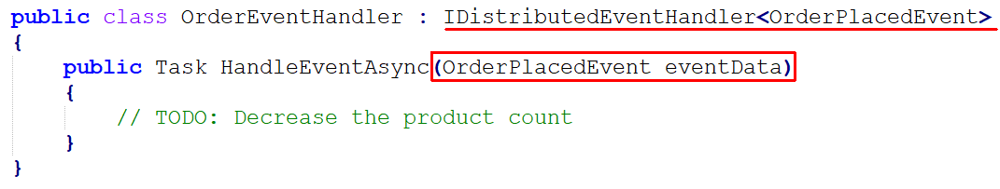 public class OrderEventHandler : IDistributedEventHandler<OrderPlacedEvent>
{
    public Task HandleEventAsync(OrderPlacedEvent eventData)
    {
        // TODO: Decrease the product count
    }
}